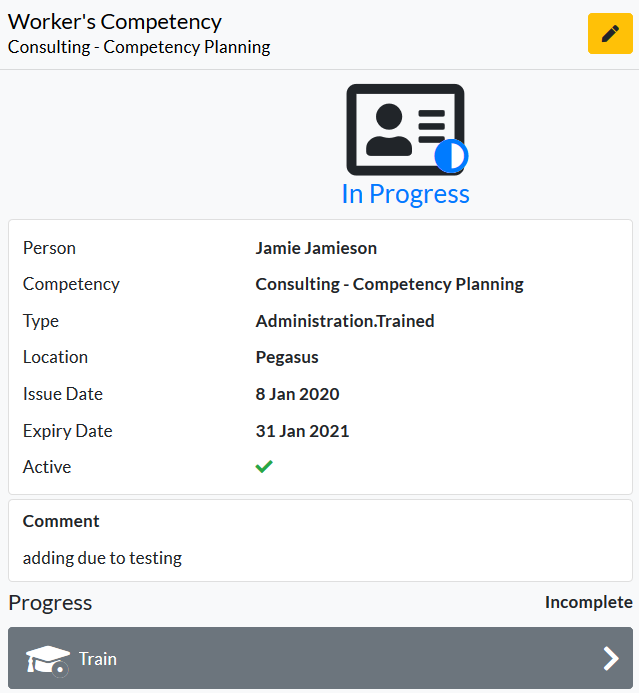 Worker's Competency
Consulting - Competency Planning
In Progress
Person Jamie Jamieson
Competency Consulting - Competency Planning
Type Administration.Trained
Location Pegasus
Issue Date 8 Jan 2020
Expiry Date 31 Jan 2021
Active
Comment
adding due to testing
Progress Incomplete
Train